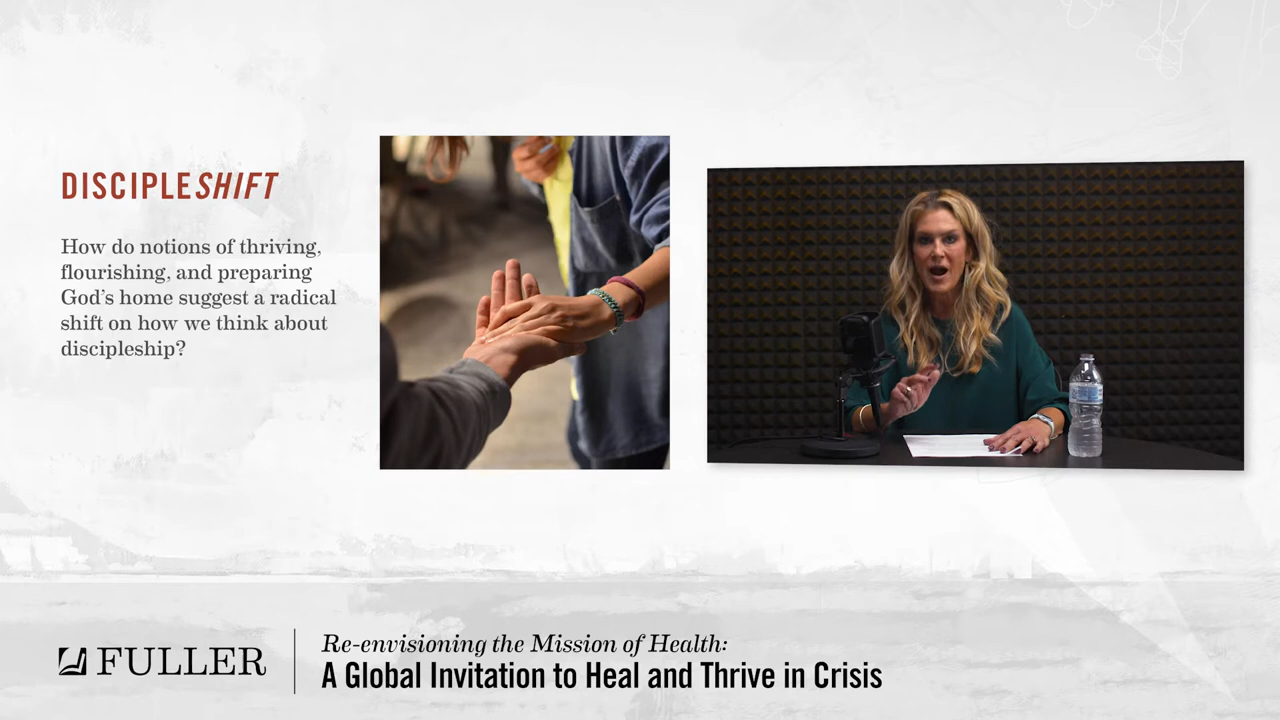 DISCIPLESHIFT
How do notions of thriving,
flourishing, and preparing
God's home suggest a radical
shift on how we think about
discipleship?
FULLER
Re-envisioning the Mission of Health:
A Global Invitation to Heal and Thrive in Crisis